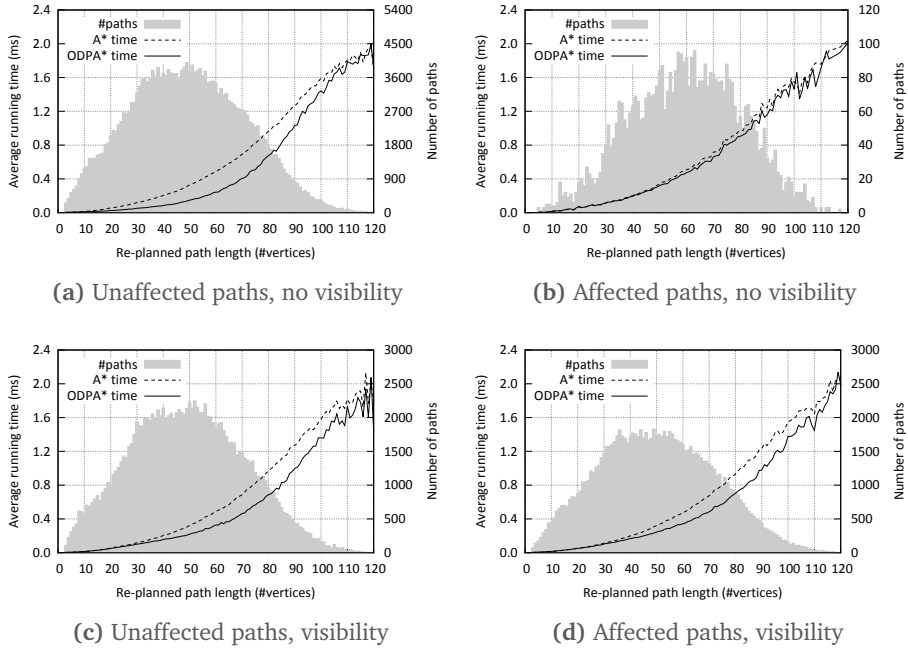 #paths
A* time
ODPA* time
Average running time (ms)
2.4
2.0
1.6
1.2
0.8
0.4
0.0
5400
4500
3600
2700
1800
900
0
Number of paths
0 10 20 30 40 50 60 70 80 90 100 110 120
Re-planned path length (#vertices)
(a) Unaffected paths, no visibility
#paths
A* time
ODPA* time
Average running time (ms)
2.4
2.0
1.6
1.2
0.8
0.4
0.0
120
100
80
60
40
20
0
Number of paths
0 10 20 30 40 50 60 70 80 90 100 110 120
Re-planned path length (#vertices)
(b) Affected paths, no visibility
#paths
A* time
ODPA* time
Average running time (ms)
2.4
2.0
1.6
1.2
0.8
0.4
0.0
3000
2500
2000
1500
1000
500
0
Number of paths
0 10 20 30 40 50 60 70 80 90 100 110 120
Re-planned path length (#vertices)
(c) Unaffected paths, visibility
#paths
A* time
ODPA* time
Average running time (ms)
2.4
2.0
1.6
1.2
0.8
0.4
0.0
3000
2500
2000
1500
1000
500
0
Number of paths
0 10 20 30 40 50 60 70 80 90 100 110 120
Re-planned path length (#vertices)
(d) Affected paths, visibility